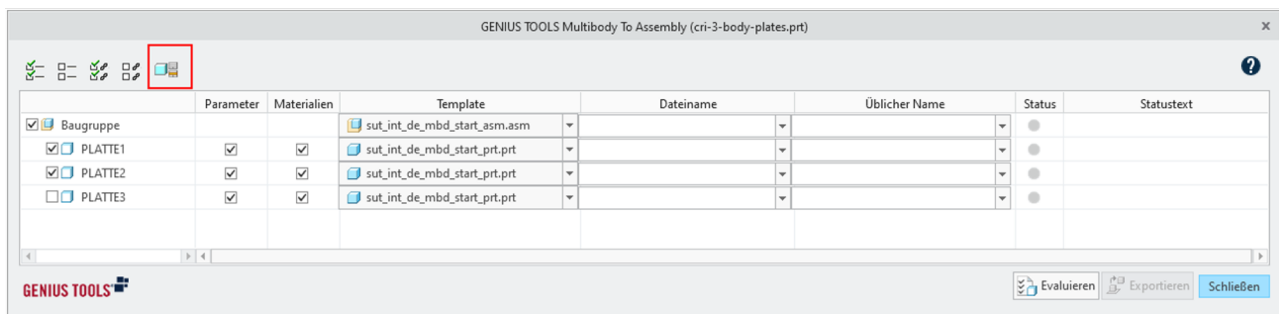 GENIUS TOOLS Multibody To Assembly (cri-3-body-plates.prt)
Parameter Materialien Template Dateiname Üblicher Name Status Statustext
Baugruppe sut_int_de_mbd_start_asm.asm
PLATTE1 sut_int_de_mbd_start_prt.prt
PLATTE2 sut_int_de_mbd_start_prt.prt
PLATTE3 sut_int_de_mbd_start_prt.prt
GENIUS TOOLS Evaluieren Exportieren Schließen